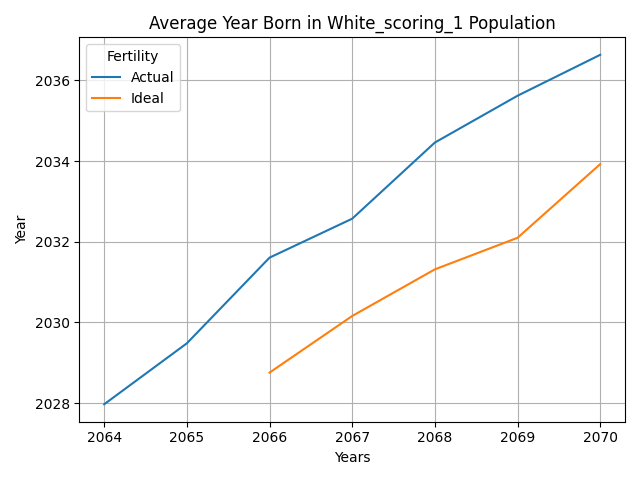 Average Year Born in White_scoring_1 Population
Fertility
Actual
Ideal
2036
2034
2032
2030
2028
Year
2064 2065 2066 2067 2068 2069 2070
Years